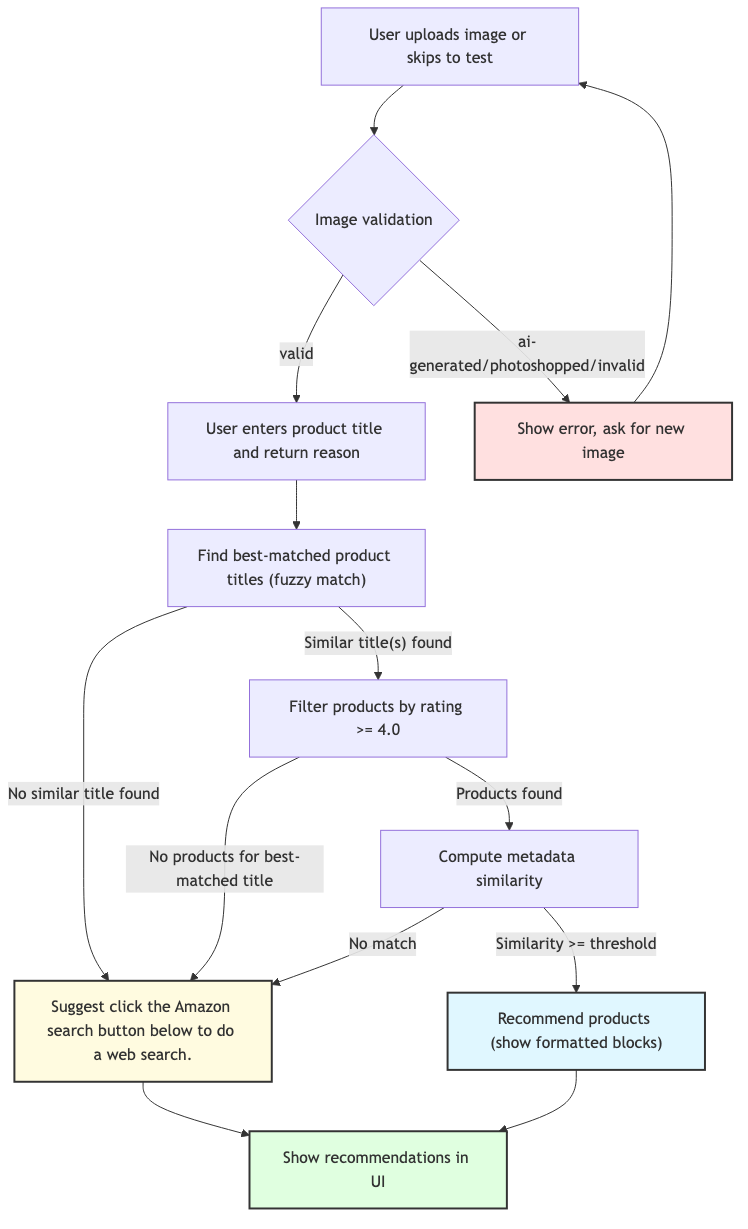 User uploads image or
skips to test
Image validation
valid
ai-
generated/photoshopped/invalid
User enters product title
and return reason
Show error, ask for new
image
Find best-matched product
titles (fuzzy match)
Similar title(s) found
Filter products by rating
>= 4.0
No similar title found
Products found
No products for best-
matched title
Compute metadata
similarity
No match
Similarity >= threshold
Suggest click the Amazon
search button below to do
a web search.
Recommend products
(show formatted blocks)
Show recommendations in
UI